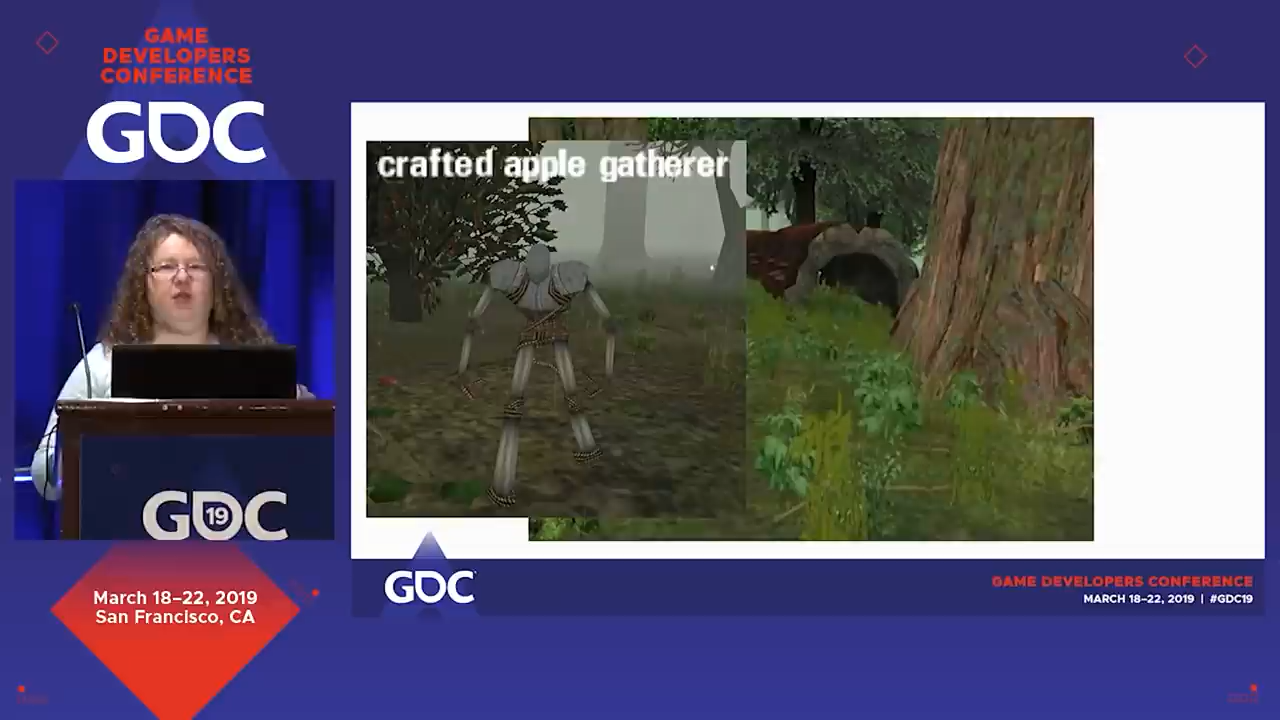 GAME
DEVELOPERS
CONFERENCE
GDC
crafted apple gatherer
GDC
19
March 18–22, 2019
San Francisco, CA
GDC
GAME DEVELOPERS CONFERENCE
MARCH 18–22, 2019 | #GDC19